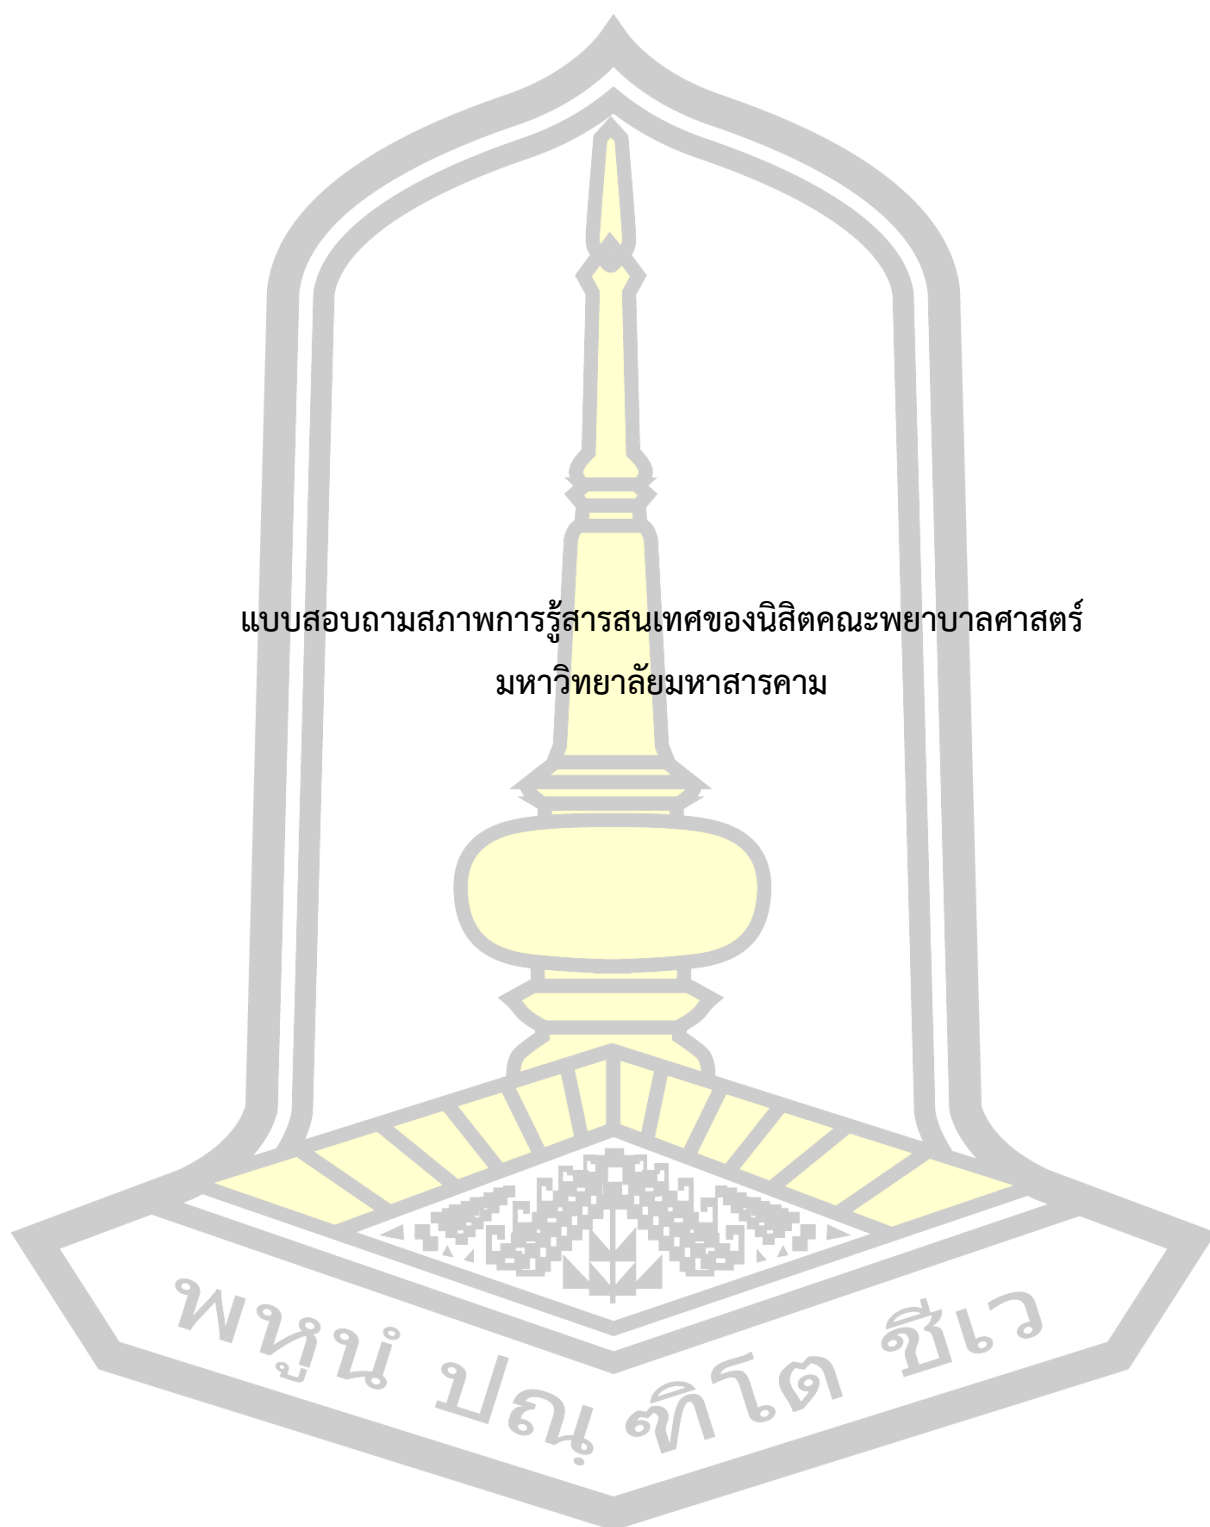 แบบสอบถามสภาพการรู้สารสนเทศของนิสิตคณะพยาบาลศาสตร์
มหาวิทยาลัยมหาสารคาม
พหูนํ ปณฺฑิโต ชีเว